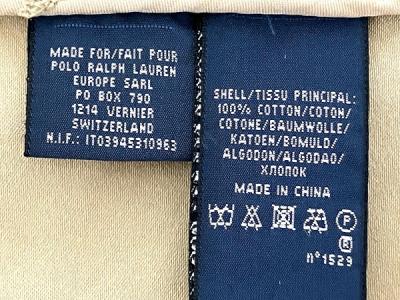 MADE FOR/FAIT POUR
POLO RALPH LAUREN
EUROPE SARL
PO BOX 790
1214 VERNIER
SWITZERLAND
N.I.F.: IT03945310963
SHELL/TISSU PRINCIPAL:
100% COTTON/COTON/
COTONE/BAUMWOLLE/
KATOEN/BOMULD/
ALGODON/ALGODAO/
ХЛОПОК
MADE IN CHINA
P
R
n°1529